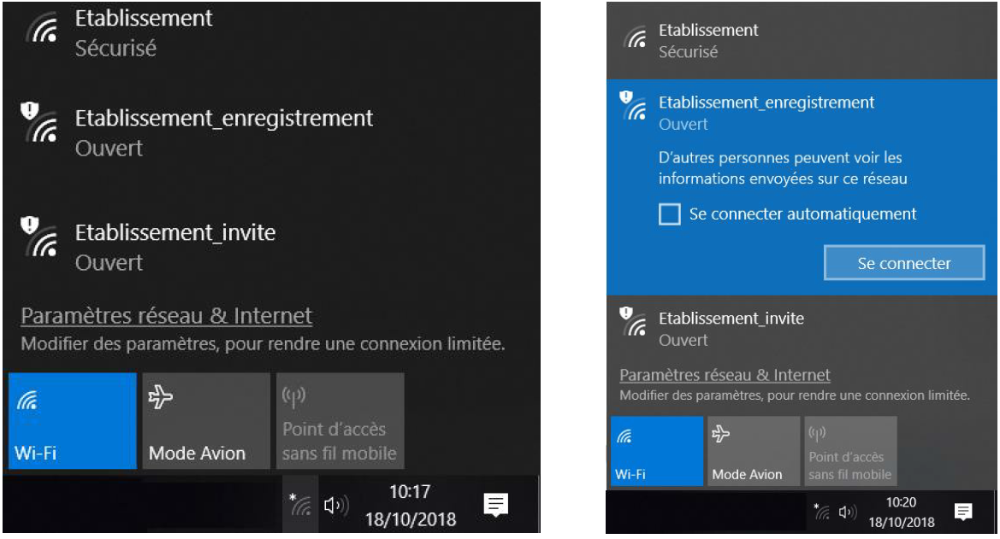 Etablissement
Sécurisé
Etablissement_enregistrement
Ouvert
Etablissement_invite
Ouvert
Paramètres réseau & Internet
Modifier des paramètres, pour rendre une connexion limitée.
Wi-Fi
Mode Avion
Point d'accès
sans fil mobile
10:17
18/10/2018
Etablissement
Sécurisé
Etablissement_enregistrement
Ouvert
D'autres personnes peuvent voir les
informations envoyées sur ce réseau
Se connecter automatiquement
Se connecter
Etablissement_invite
Ouvert
Paramètres réseau & Internet
Modifier des paramètres, pour rendre une connexion limitée.
Wi-Fi
Mode Avion
Point d'accès
sans fil mobile
10:20
18/10/2018